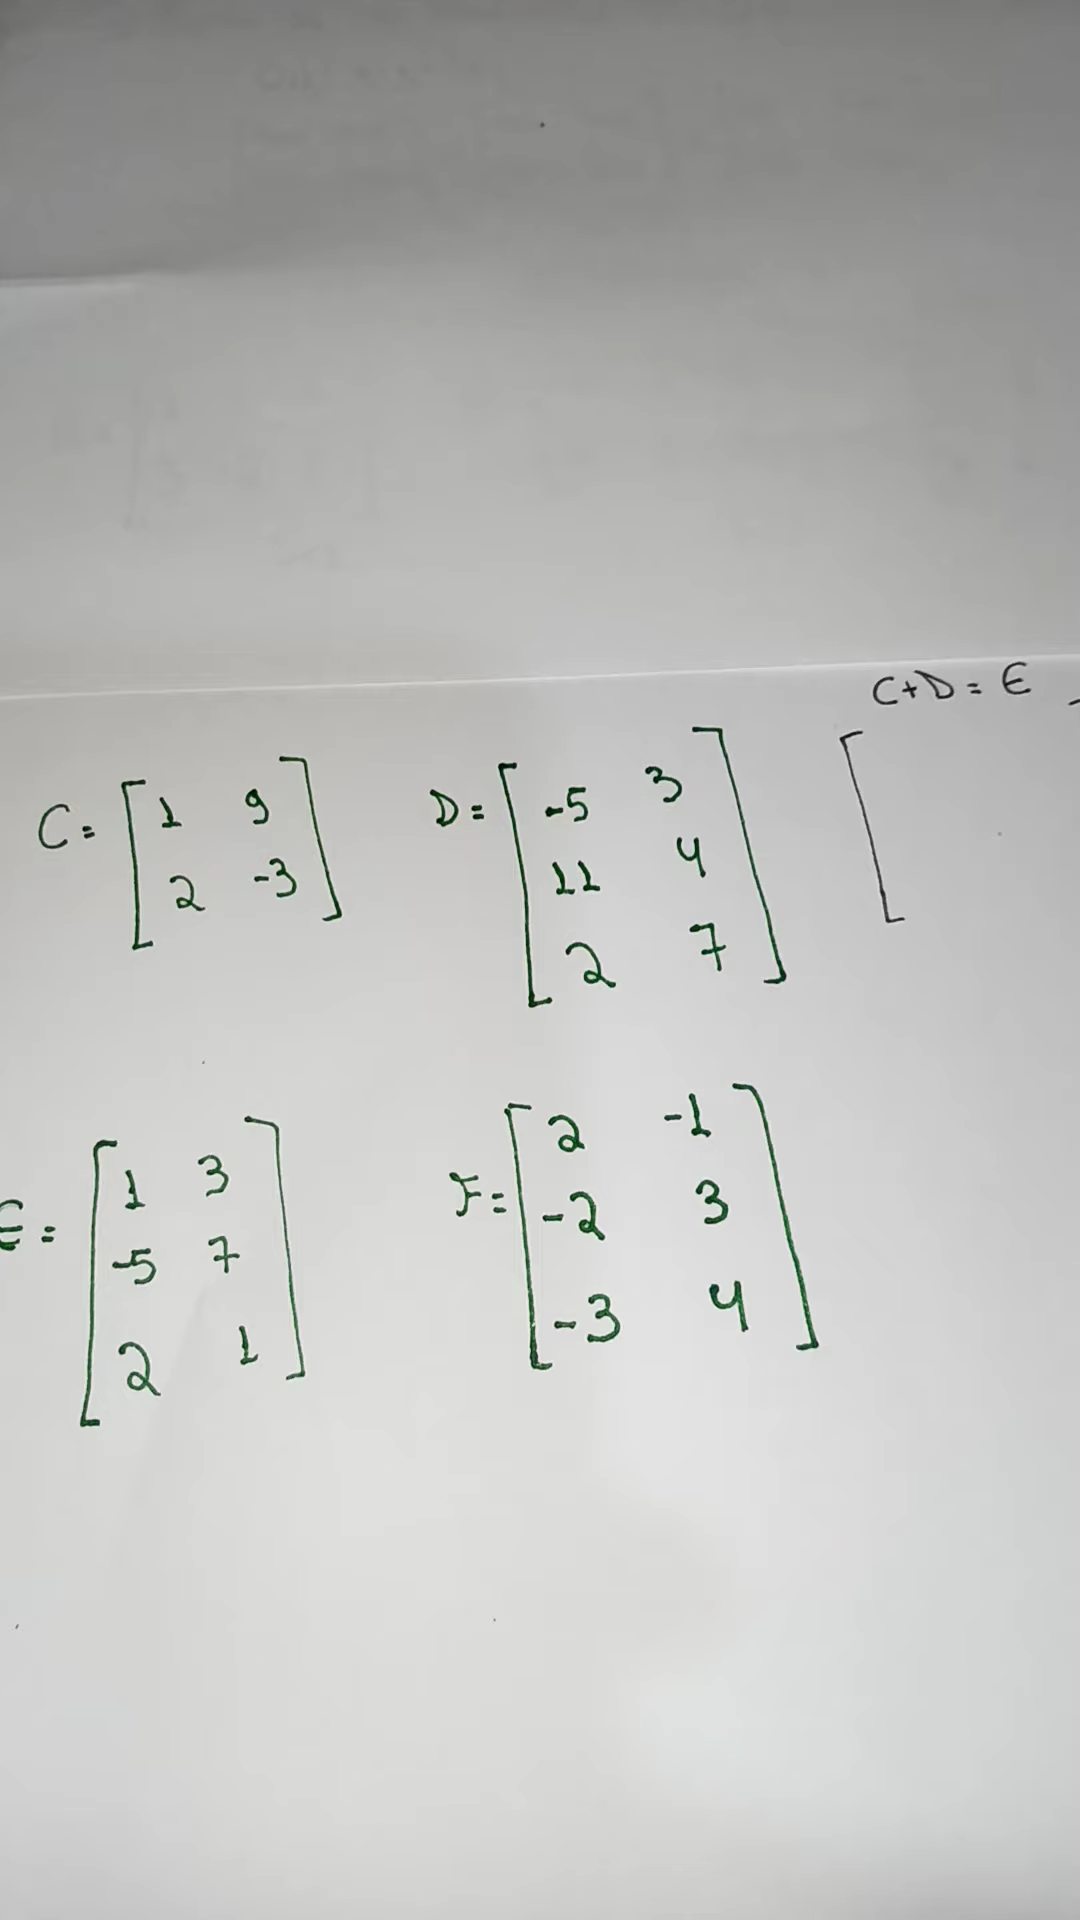 C+D = E
C = [1 9
2 -3]
D = [-5 3
11 4
2 7]
[
E = [1 3
-5 7
2 1]
F = [2 -1
-2 3
-3 4]